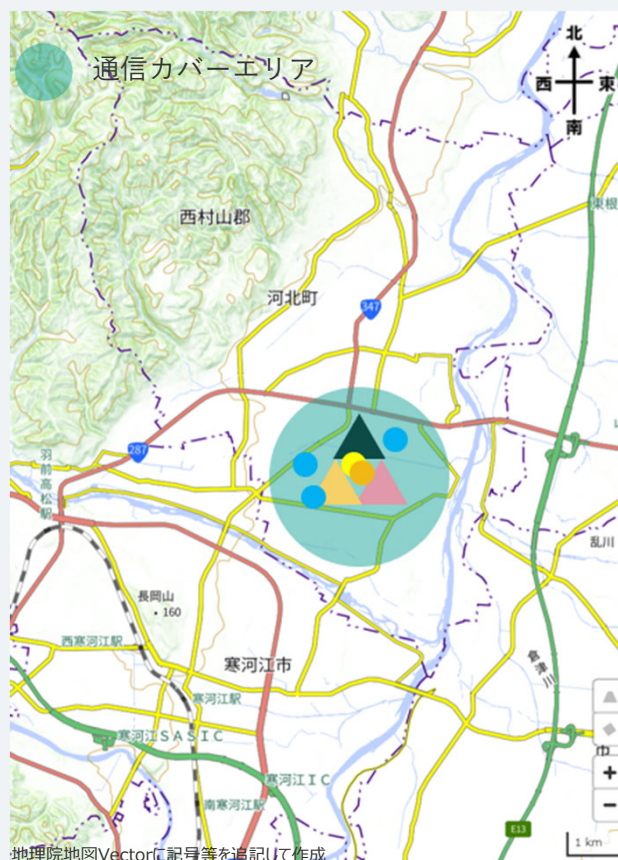 通信カバーエリア
北
西 東
南
東根
西村山郡
河北町
347
287
羽前高松駅
乱川
長岡山
・160
西寒河江駅
寒河江市
倉津川
寒河江駅
寒河江SASIC
寒河江IC
南寒河江駅
E13
+
-
1 km
地理院地図Vectorに記号等を追記して作成